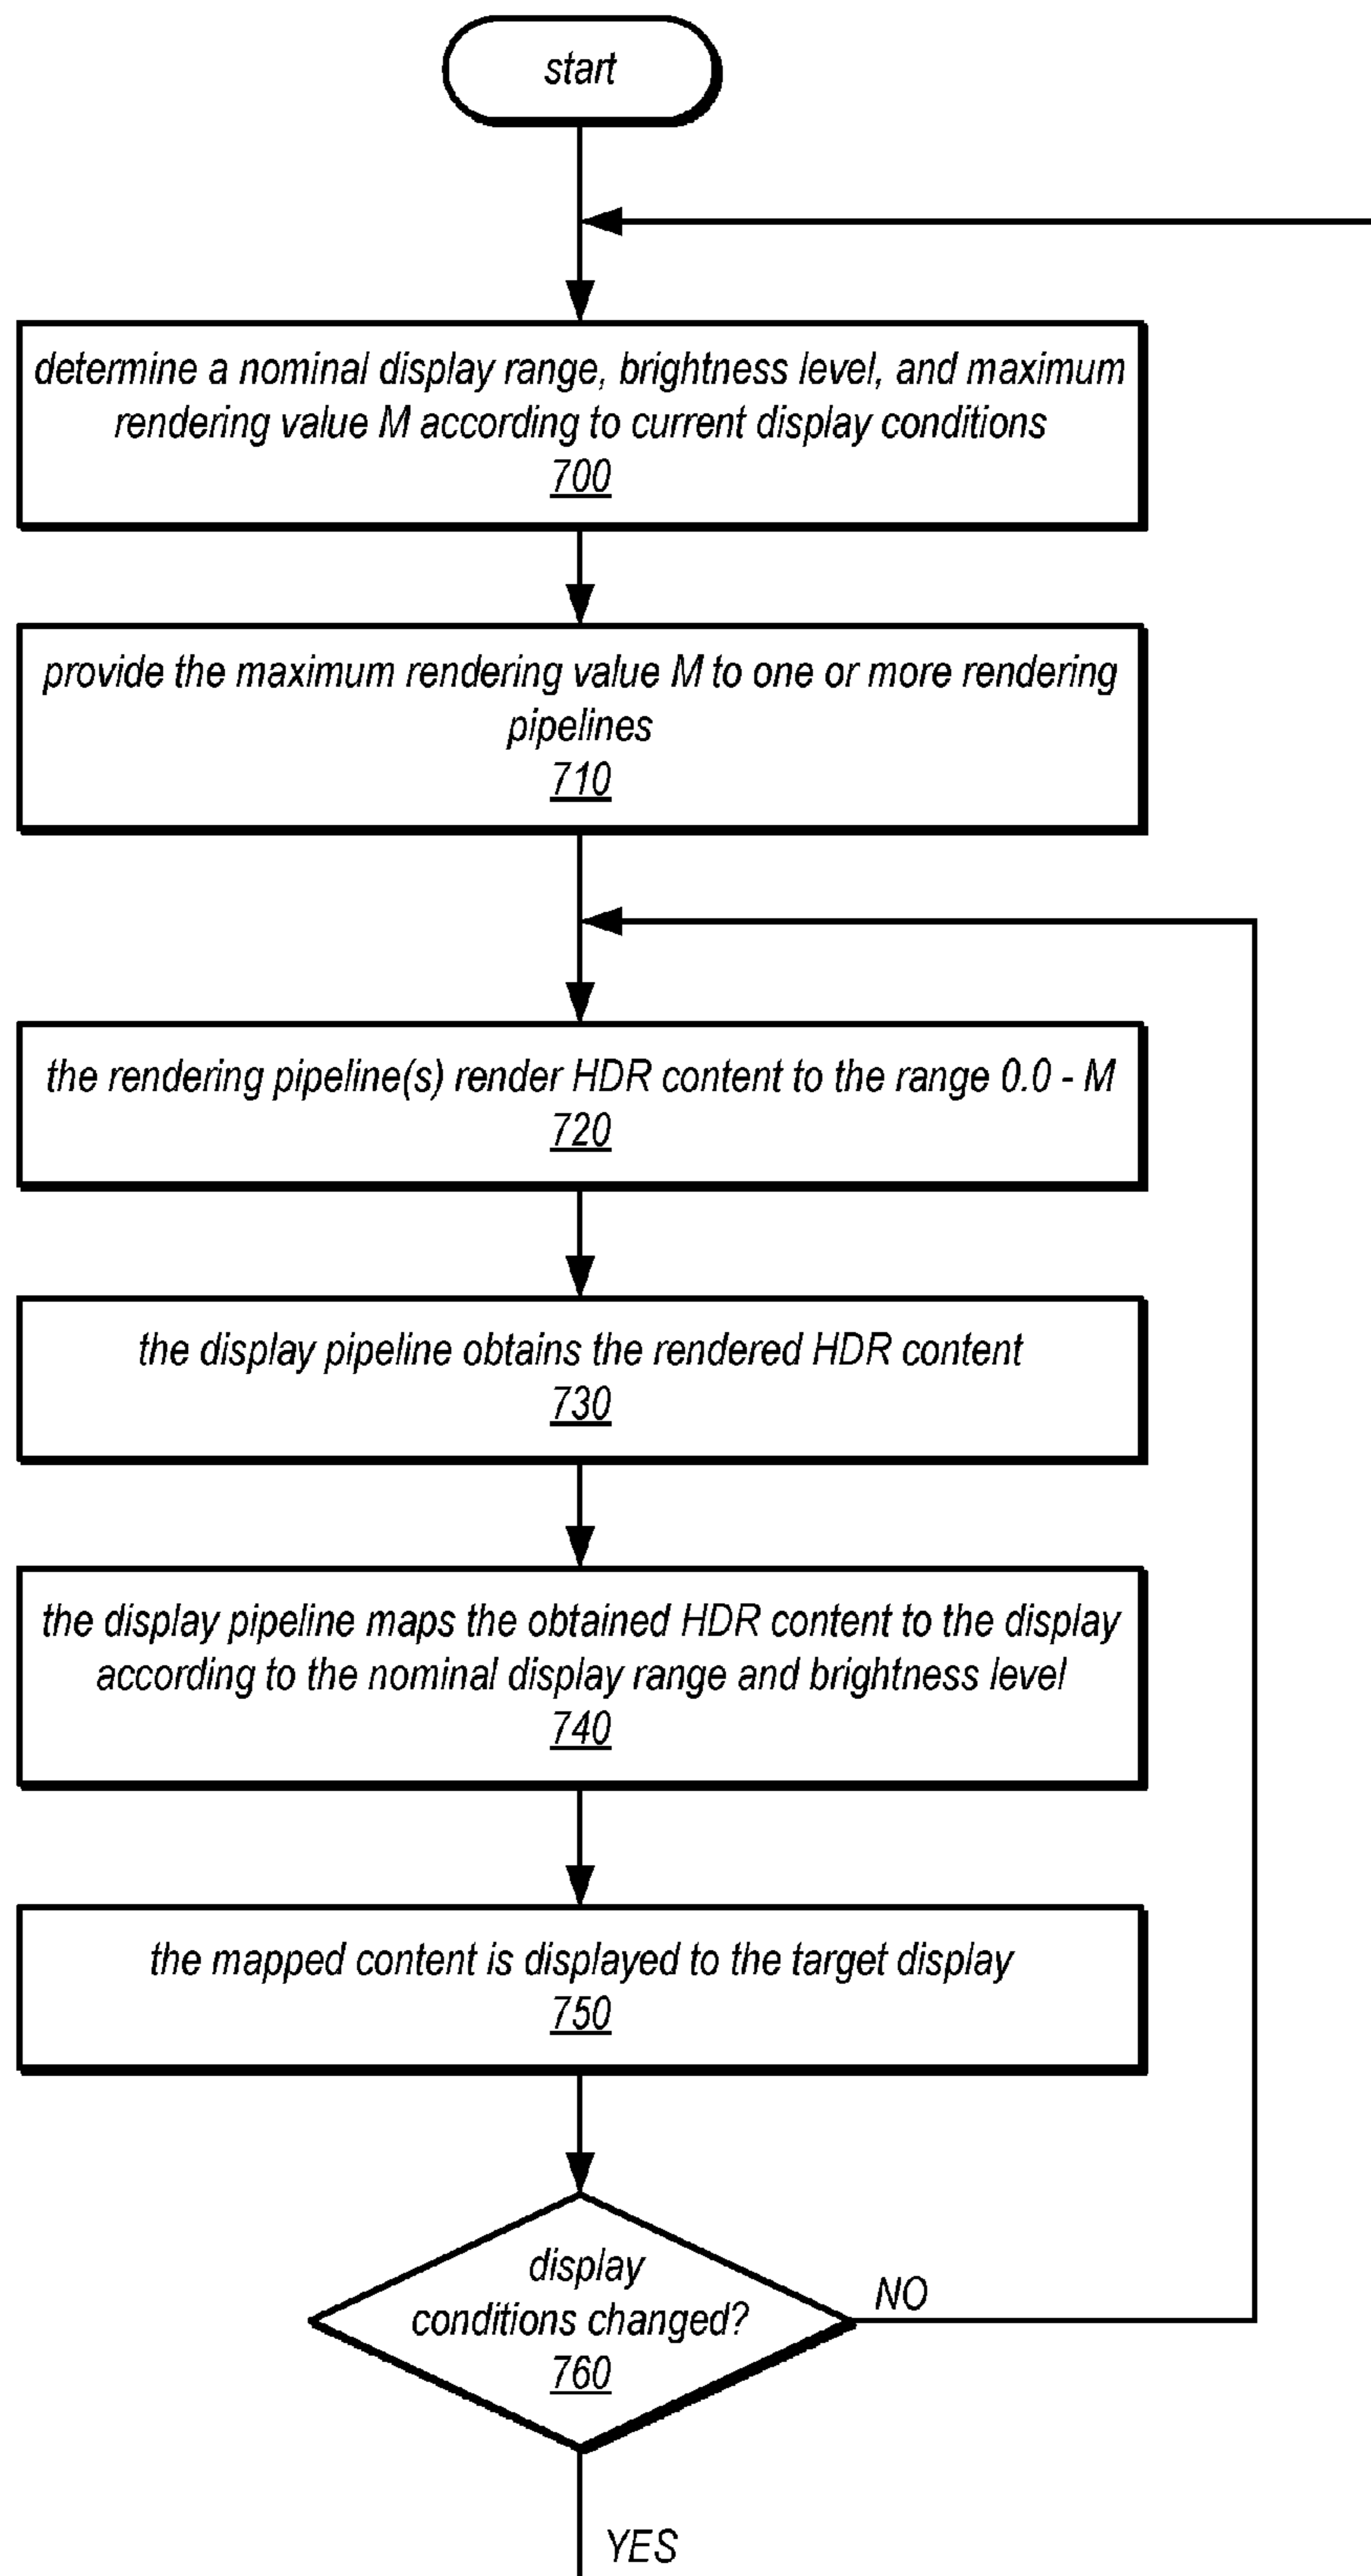 start
determine a nominal display range, brightness level, and maximum
rendering value M according to current display conditions
700
provide the maximum rendering value M to one or more rendering
pipelines
710
the rendering pipeline(s) render HDR content to the range 0.0 - M
720
the display pipeline obtains the rendered HDR content
730
the display pipeline maps the obtained HDR content to the display
according to the nominal display range and brightness level
740
the mapped content is displayed to the target display
750
display
conditions changed?
760
NO
YES